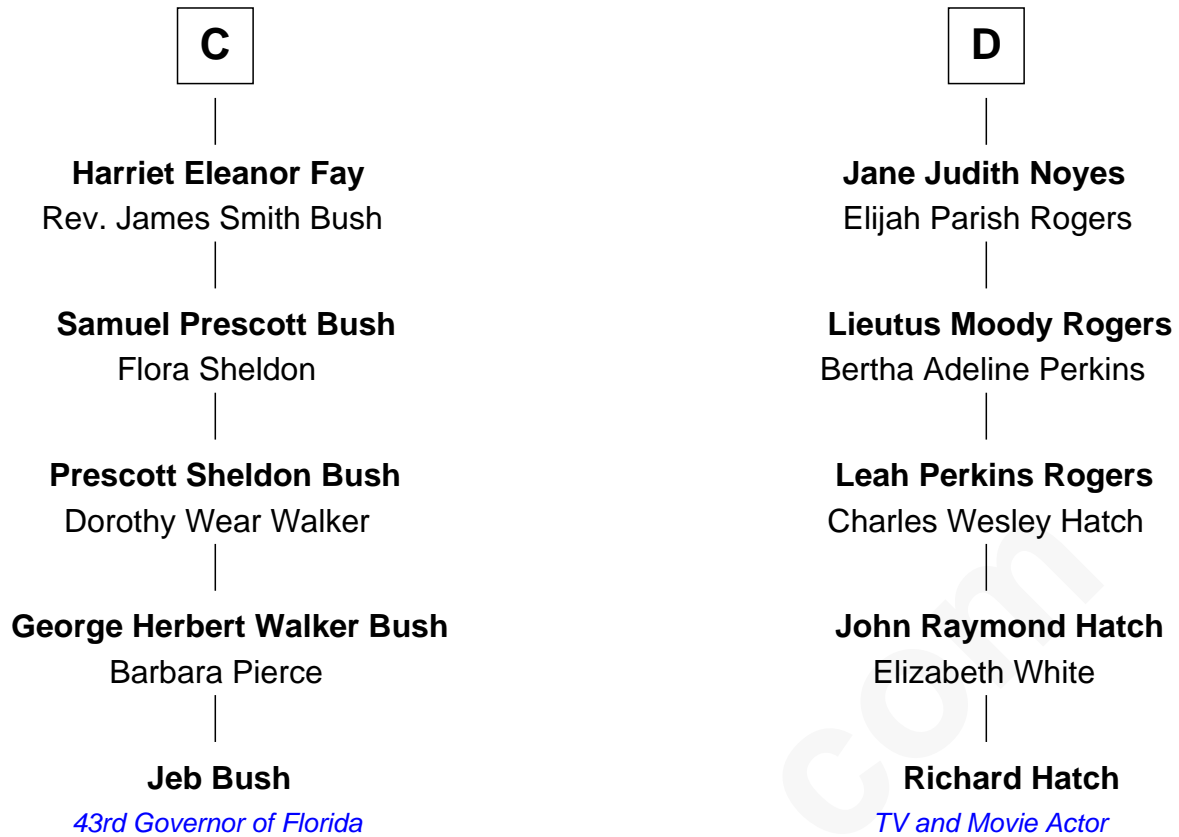 C
Harriet Eleanor Fay
Rev. James Smith Bush
Samuel Prescott Bush
Flora Sheldon
Prescott Sheldon Bush
Dorothy Wear Walker
George Herbert Walker Bush
Barbara Pierce
Jeb Bush
43rd Governor of Florida
D
Jane Judith Noyes
Elijah Parish Rogers
Lieutus Moody Rogers
Bertha Adeline Perkins
Leah Perkins Rogers
Charles Wesley Hatch
John Raymond Hatch
Elizabeth White
Richard Hatch
TV and Movie Actor
com